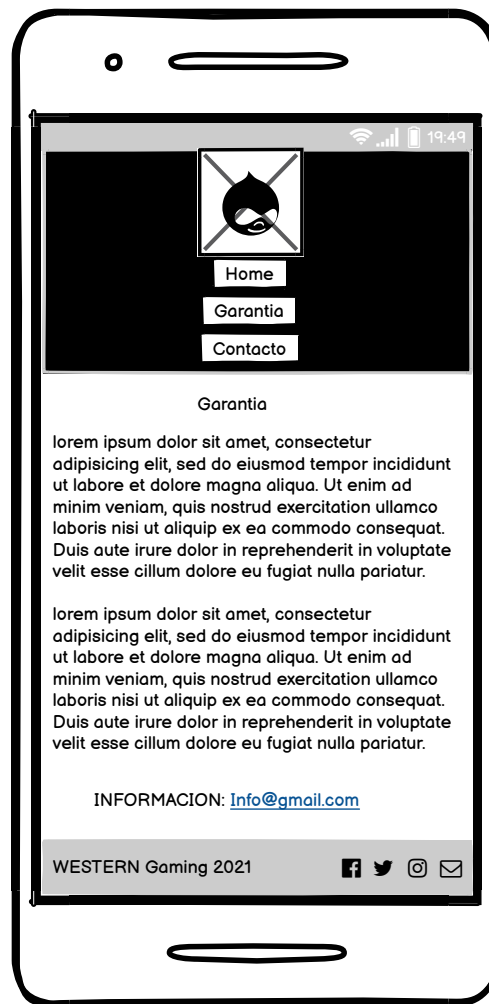 19:49
Home
Garantia
Contacto
Garantia
lorem ipsum dolor sit amet, consectetur
adipisicing elit, sed do eiusmod tempor incididunt
ut labore et dolore magna aliqua. Ut enim ad
minim veniam, quis nostrud exercitation ullamco
laboris nisi ut aliquip ex ea commodo consequat.
Duis aute irure dolor in reprehenderit in voluptate
velit esse cillum dolore eu fugiat nulla pariatur.
lorem ipsum dolor sit amet, consectetur
adipisicing elit, sed do eiusmod tempor incididunt
ut labore et dolore magna aliqua. Ut enim ad
minim veniam, quis nostrud exercitation ullamco
laboris nisi ut aliquip ex ea commodo consequat.
Duis aute irure dolor in reprehenderit in voluptate
velit esse cillum dolore eu fugiat nulla pariatur.
INFORMACION: Info@gmail.com
WESTERN Gaming 2021